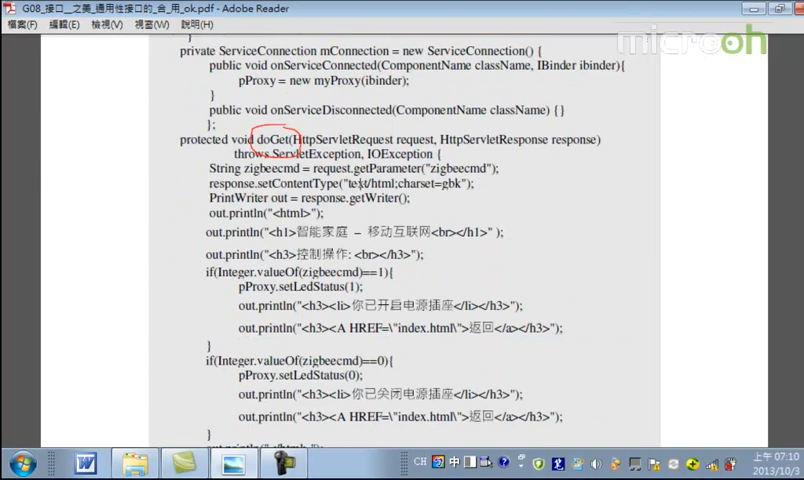 G08_接口__之美_通用性接口的_合_用_ok.pdf - Adobe Reader
檔案(F) 編輯(E) 檢視(V) 視窗(W) 說明(H)
microoh
}
private ServiceConnection mConnection = new ServiceConnection() {
public void onServiceConnected(ComponentName className, IBinder ibinder){
pProxy = new myProxy(ibinder);
}
public void onServiceDisconnected(ComponentName className) {}
};
protected void doGet(HttpServletRequest request, HttpServletResponse response)
throws ServletException, IOException {
String zigbeecmd = request.getParameter("zigbeecmd");
response.setContentType("text/html;charset=gbk");
PrintWriter out = response.getWriter();
out.println("<html>");
out.println("<h1>智能家庭 – 移动互联网<br></h1>" );
out.println("<h3>控制操作: <br></h3>");
if(Integer.valueOf(zigbeecmd)==1){
pProxy.setLedStatus(1);
out.println("<h3><li>你已开启电源插座</li></h3>");
out.println("<h3><A HREF=\"index.html\">返回</a></h3>");
}
if(Integer.valueOf(zigbeecmd)==0){
pProxy.setLedStatus(0);
out.println("<h3><li>你已关闭电源插座</li></h3>");
out.println("<h3><A HREF=\"index.html\">返回</a></h3>");
}
CH 中
上午 07:10
2013/10/3